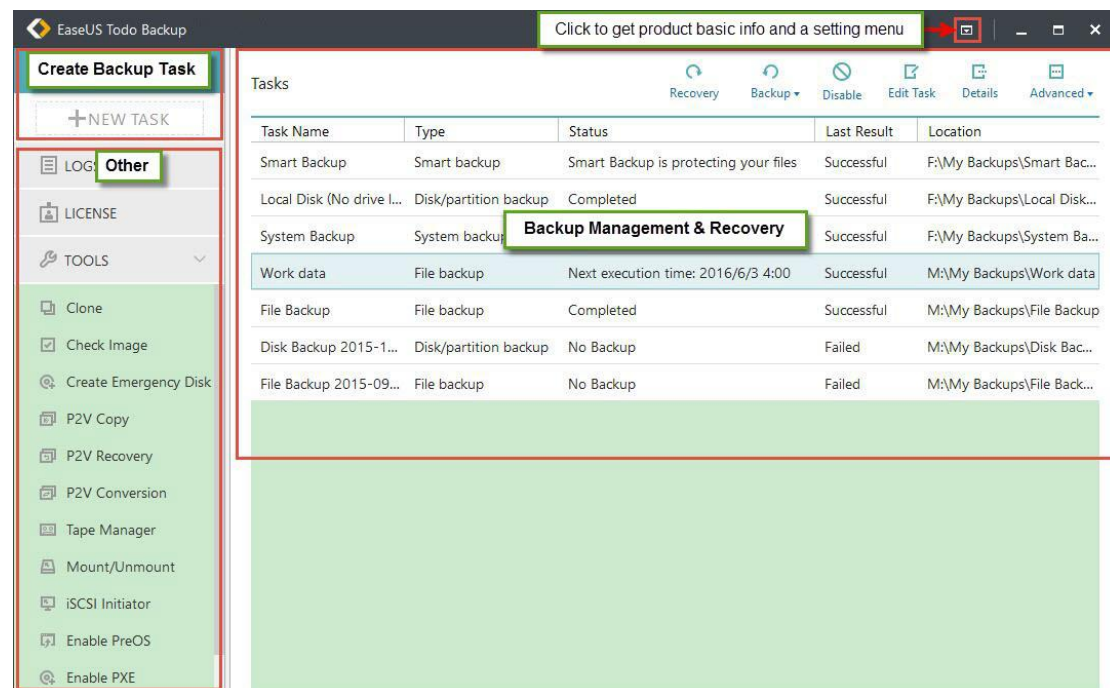 EaseUS Todo Backup
Click to get product basic info and a setting menu
Create Backup Task
NEW TASK
LOGS
Other
LICENSE
TOOLS
Clone
Check Image
Create Emergency Disk
P2V Copy
P2V Recovery
P2V Conversion
Tape Manager
Mount/Unmount
iSCSI Initiator
Enable PreOS
Enable PXE
Tasks
Recovery Backup Disable Edit Task Details Advanced
Task Name Type Status Last Result Location
Smart Backup Smart backup Smart Backup is protecting your files Successful F:\My Backups\Smart Bac...
Local Disk (No drive l... Disk/partition backup Completed Successful F:\My Backups\Local Disk...
System Backup System backup Successful F:\My Backups\System Ba...
Backup Management & Recovery
Work data File backup Next execution time: 2016/6/3 4:00 Successful M:\My Backups\Work data
File Backup File backup Completed Successful M:\My Backups\File Backup
Disk Backup 2015-1... Disk/partition backup No Backup Failed M:\My Backups\Disk Bac...
File Backup 2015-09... File backup No Backup Failed M:\My Backups\File Back...